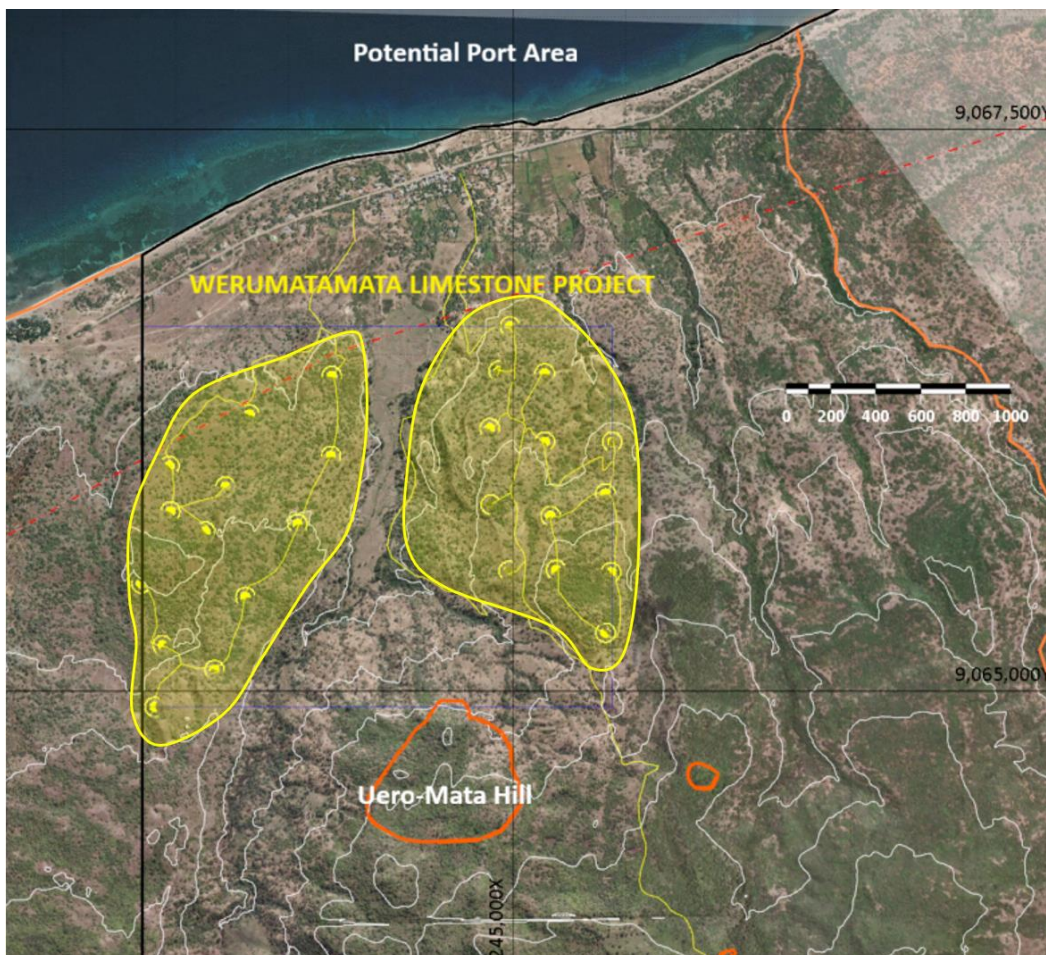 Potential Port Area
9,067,500Y
WERUMATAMATA LIMESTONE PROJECT
0 200 400 600 800 1000
9,065,000Y
Uero-Mata Hill
245,000X